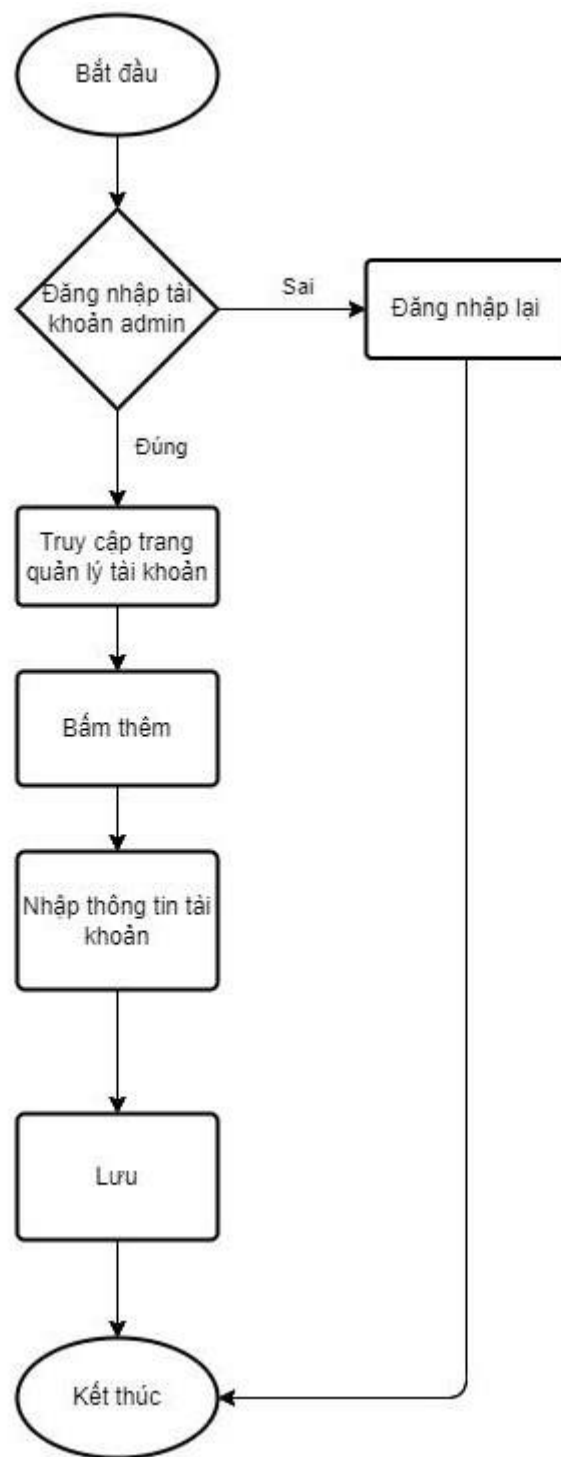 Bắt đầu
Đăng nhập tài
khoản admin
Sai
Đăng nhập lại
Đúng
Truy cập trang
quản lý tài khoản
Bấm thêm
Nhập thông tin tài
khoản
Lưu
Kết thúc